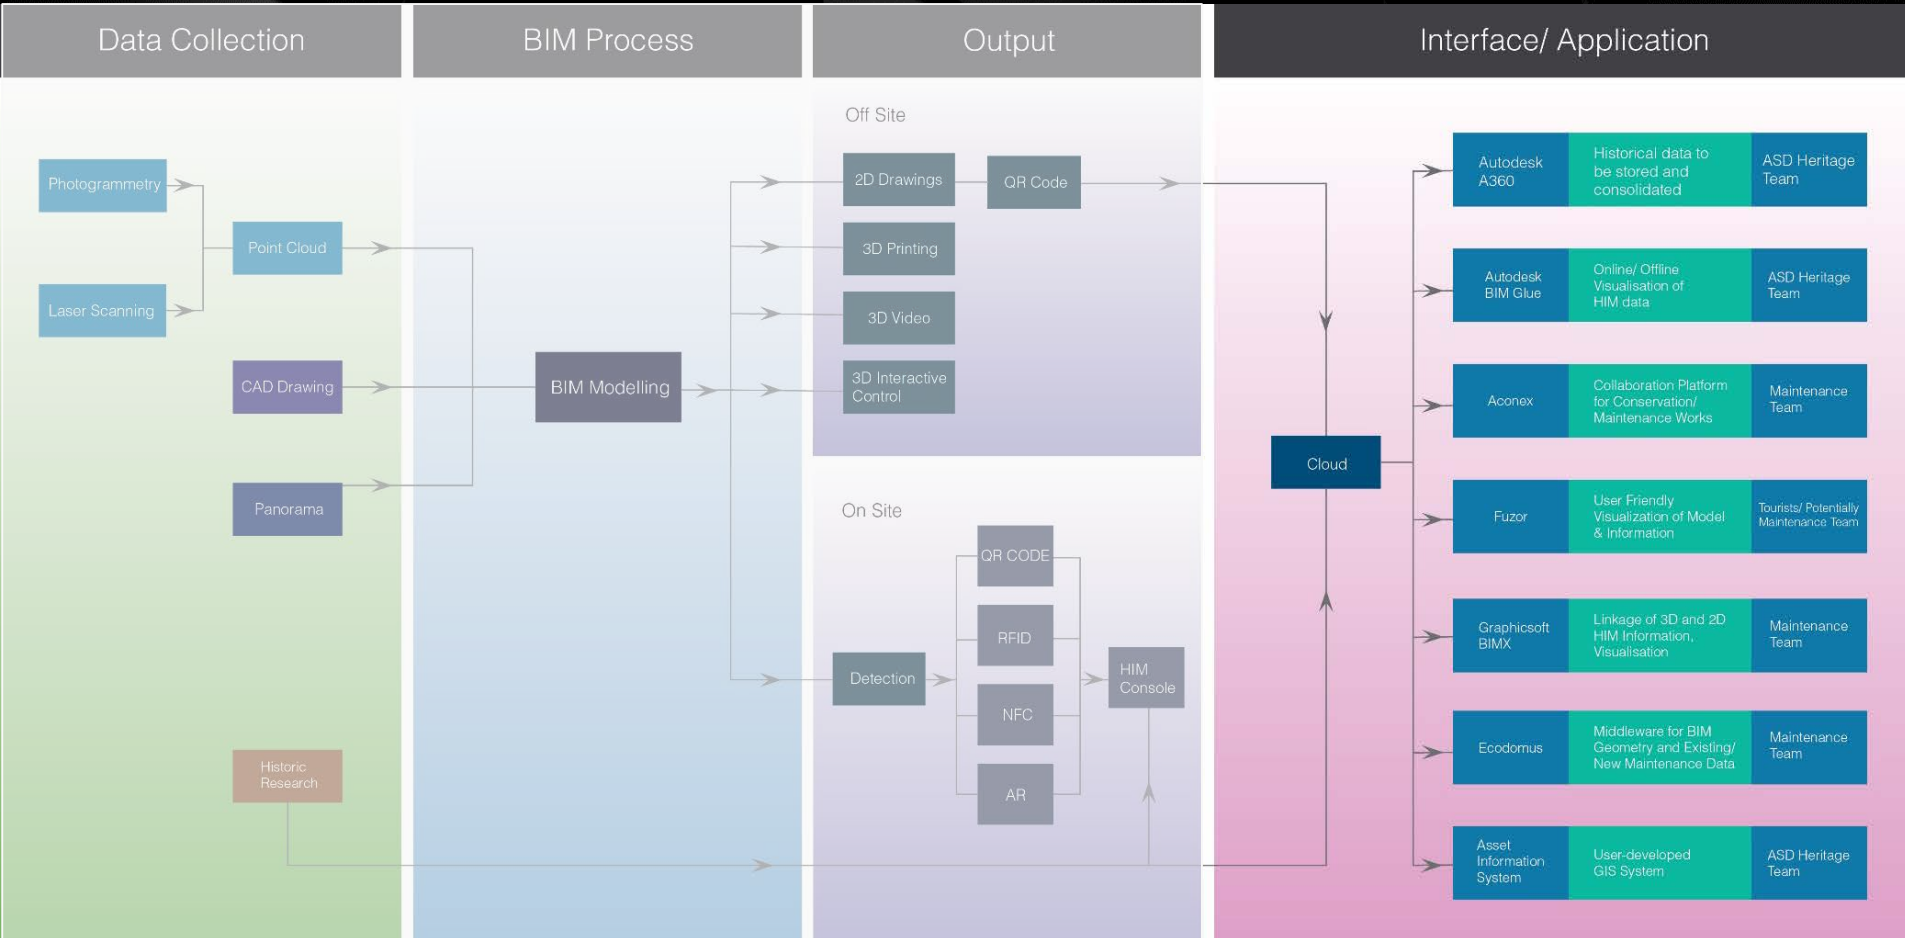 Data Collection
BIM Process
Output
Interface/ Application
Photogrammetry
Laser Scanning
Point Cloud
CAD Drawing
Panorama
Historic
Research
BIM Modelling
Off Site
2D Drawings
QR Code
3D Printing
3D Video
3D Interactive
Control
On Site
Detection
QR CODE
RFID
NFC
AR
HIM
Console
Cloud
Autodesk
A360
Historical data to
be stored and
consolidated
ASD Heritage
Team
Autodesk
BIM Glue
Online/ Offline
Visualisation of
HIM data
ASD Heritage
Team
Aconex
Collaboration Platform
for Conservation/
Maintenance Works
Maintenance
Team
Fuzor
User Friendly
Visualization of Model
& Information
Tourists/ Potentially
Maintenance Team
Graphicsoft
BIMX
Linkage of 3D and 2D
HIM Information,
Visualisation
Maintenance
Team
Ecodomus
Middleware for BIM
Geometry and Existing/
New Maintenance Data
Maintenance
Team
Asset
Information
System
User-developed
GIS System
ASD Heritage
Team